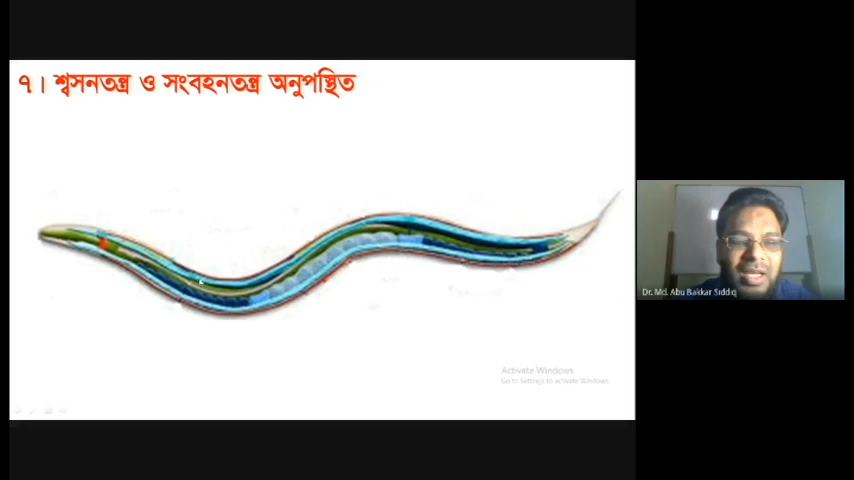 ৭। শ্বসনতন্ত্র ও সংবহনতন্ত্র অনুপস্থিত
Dr. Md. Abu Bakkar Siddiq
Activate Windows
Go to Settings to activate Windows.